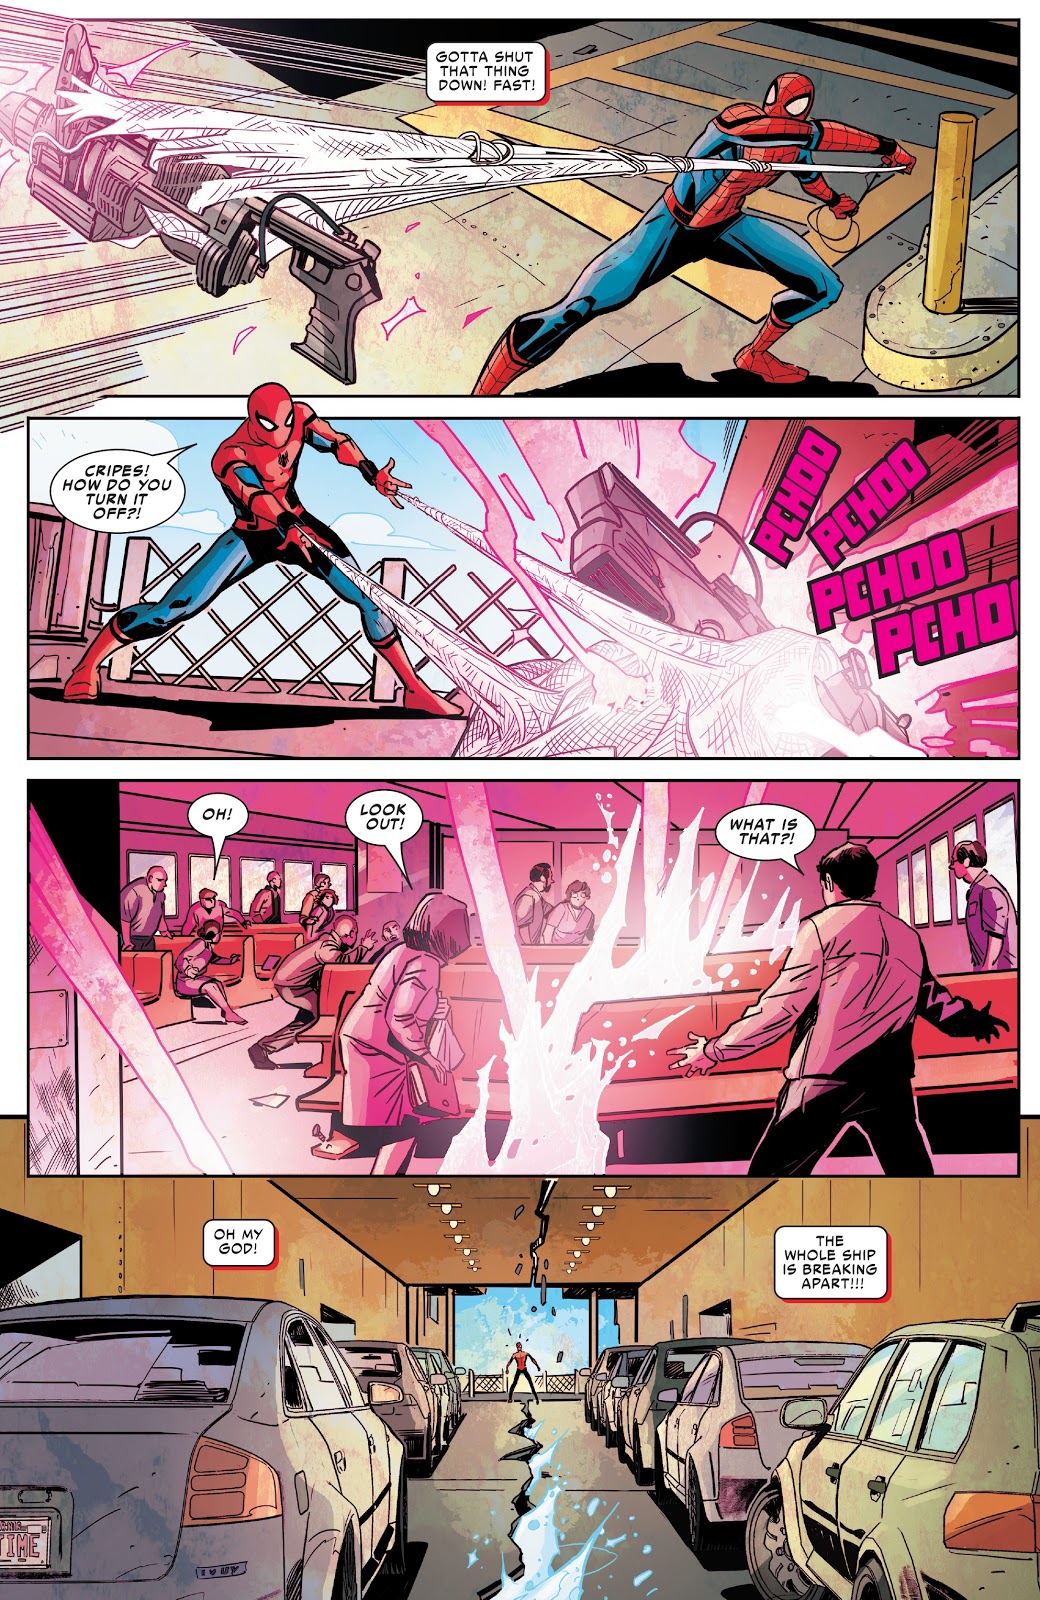 GOTTA SHUT
THAT THING
DOWN! FAST!
CRIPES!
HOW DO YOU
TURN IT
OFF?!
PCHOO
PCHOO
PCHOO
PCHOO
OH!
LOOK
OUT!
WHAT IS
THAT?!
OH MY
GOD!
THE
WHOLE SHIP
IS BREAKING
APART!!!
TIME